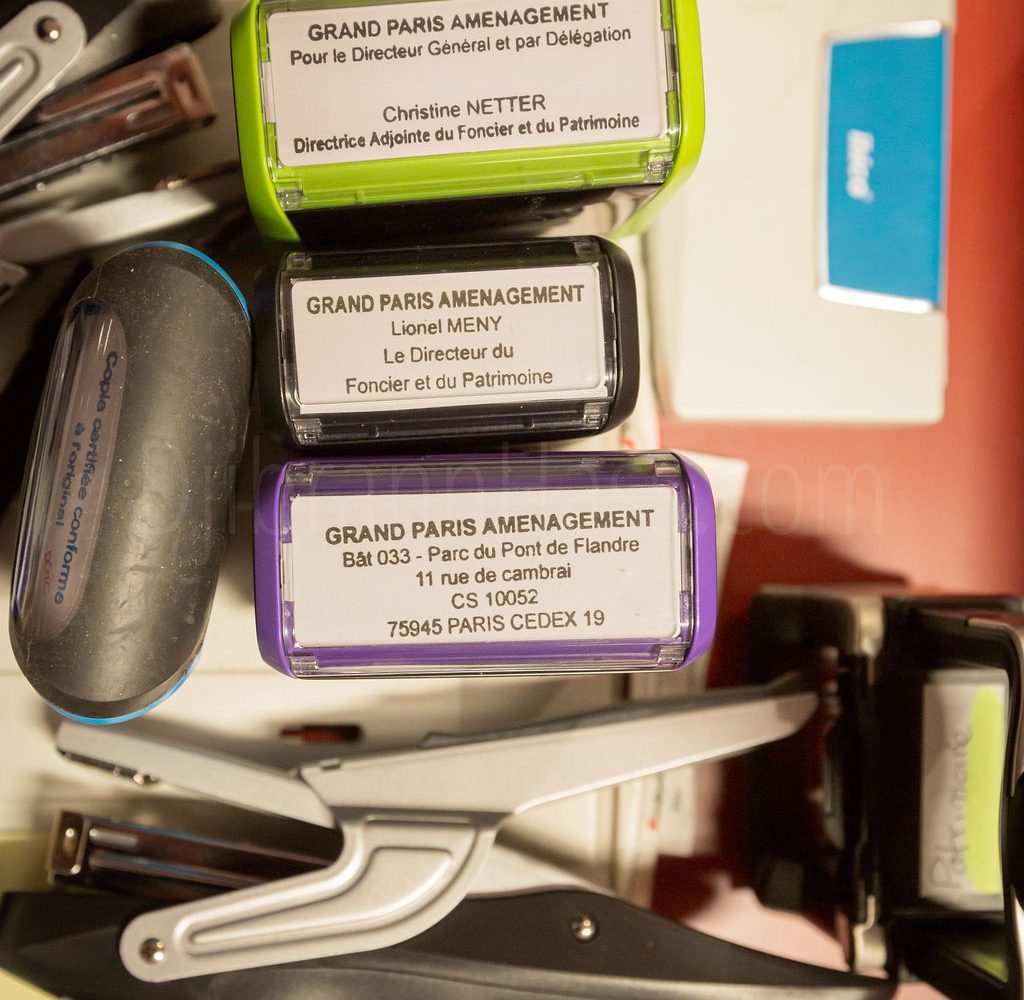 GRAND PARIS AMENAGEMENT
Pour le Directeur Général et par Délégation
Christine NETTER
Directrice Adjointe du Foncier et du Patrimoine
GRAND PARIS AMENAGEMENT
Lionel MENY
Le Directeur du
Foncier et du Patrimoine
GRAND PARIS AMENAGEMENT
Bât 033 - Parc du Pont de Flandre
11 rue de cambrai
CS 10052
75945 PARIS CEDEX 19
Copie certifiée conforme
à l'original
Patrimoine